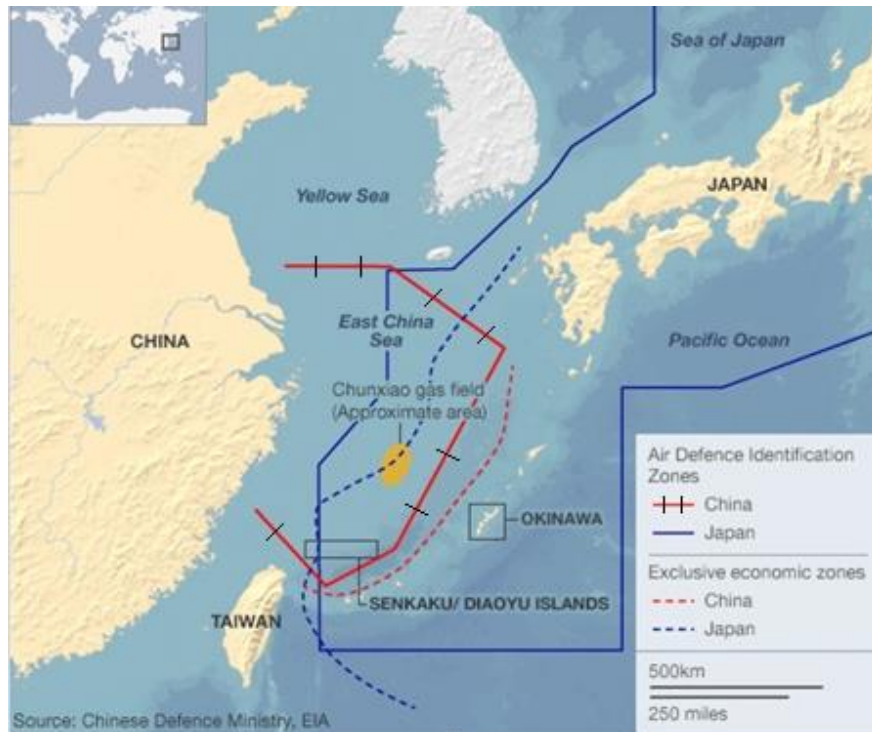 Sea of Japan
JAPAN
Yellow Sea
East China
Sea
CHINA
Pacific Ocean
Chunxiao gas field
(Approximate area)
OKINAWA
SENKAKU/ DIAOYU ISLANDS
TAIWAN
Air Defence Identification
Zones
China
Japan
Exclusive economic zones
China
Japan
500km
250 miles
Source: Chinese Defence Ministry, EIA